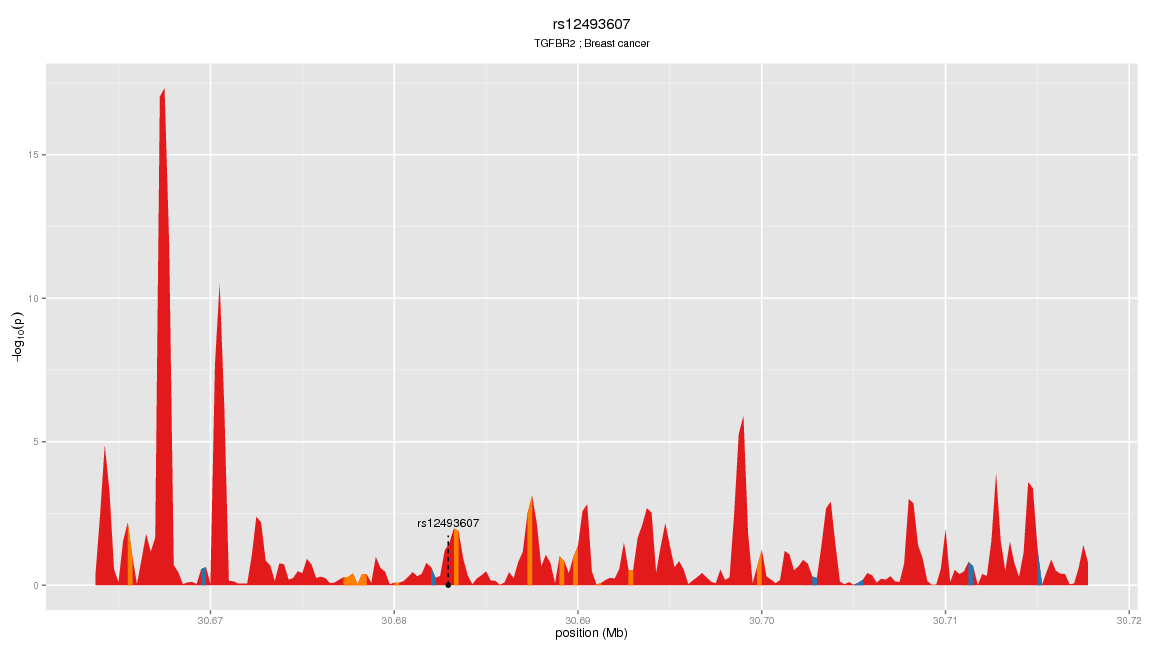 rs12493607
TGFBR2 ; Breast cancer
−log10(p)
15
10
5
0
rs12493607
30.67
30.68
30.69
30.70
30.71
30.72
position (Mb)